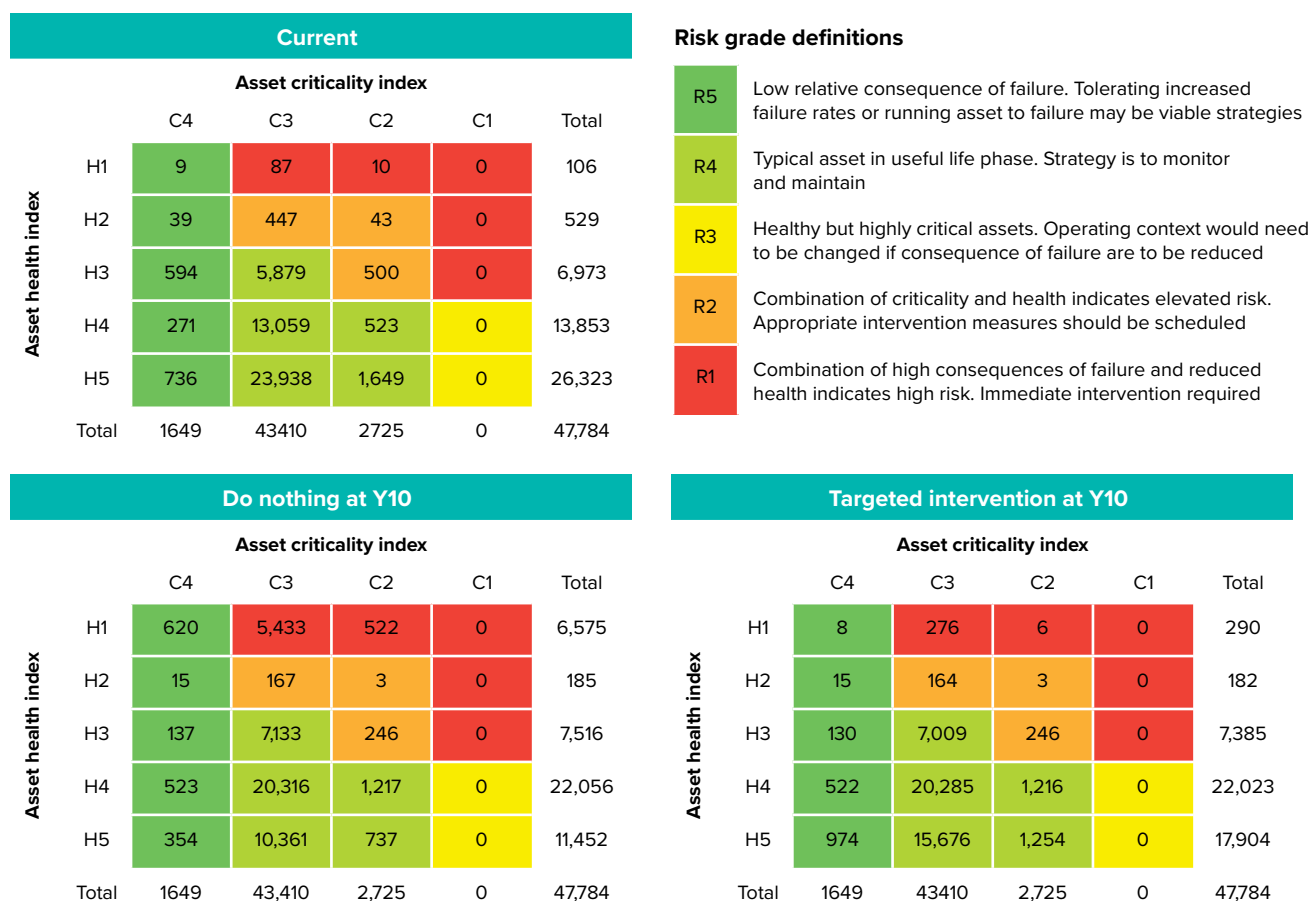 Current
Asset criticality index
C4 C3 C2 C1 Total
Asset health index
H1 9 87 10 0 106
H2 39 447 43 0 529
H3 594 5,879 500 0 6,973
H4 271 13,059 523 0 13,853
H5 736 23,938 1,649 0 26,323
Total 1649 43410 2725 0 47,784
Risk grade definitions
R5 Low relative consequence of failure. Tolerating increased
failure rates or running asset to failure may be viable strategies
R4 Typical asset in useful life phase. Strategy is to monitor
and maintain
R3 Healthy but highly critical assets. Operating context would need
to be changed if consequence of failure are to be reduced
R2 Combination of criticality and health indicates elevated risk.
Appropriate intervention measures should be scheduled
R1 Combination of high consequences of failure and reduced
health indicates high risk. Immediate intervention required
Do nothing at Y10
Asset criticality index
C4 C3 C2 C1 Total
Asset health index
H1 620 5,433 522 0 6,575
H2 15 167 3 0 185
H3 137 7,133 246 0 7,516
H4 523 20,316 1,217 0 22,056
H5 354 10,361 737 0 11,452
Total 1649 43,410 2,725 0 47,784
Targeted intervention at Y10
Asset criticality index
C4 C3 C2 C1 Total
Asset health index
H1 8 276 6 0 290
H2 15 164 3 0 182
H3 130 7,009 246 0 7,385
H4 522 20,285 1,216 0 22,023
H5 974 15,676 1,254 0 17,904
Total 1649 43410 2,725 0 47,784